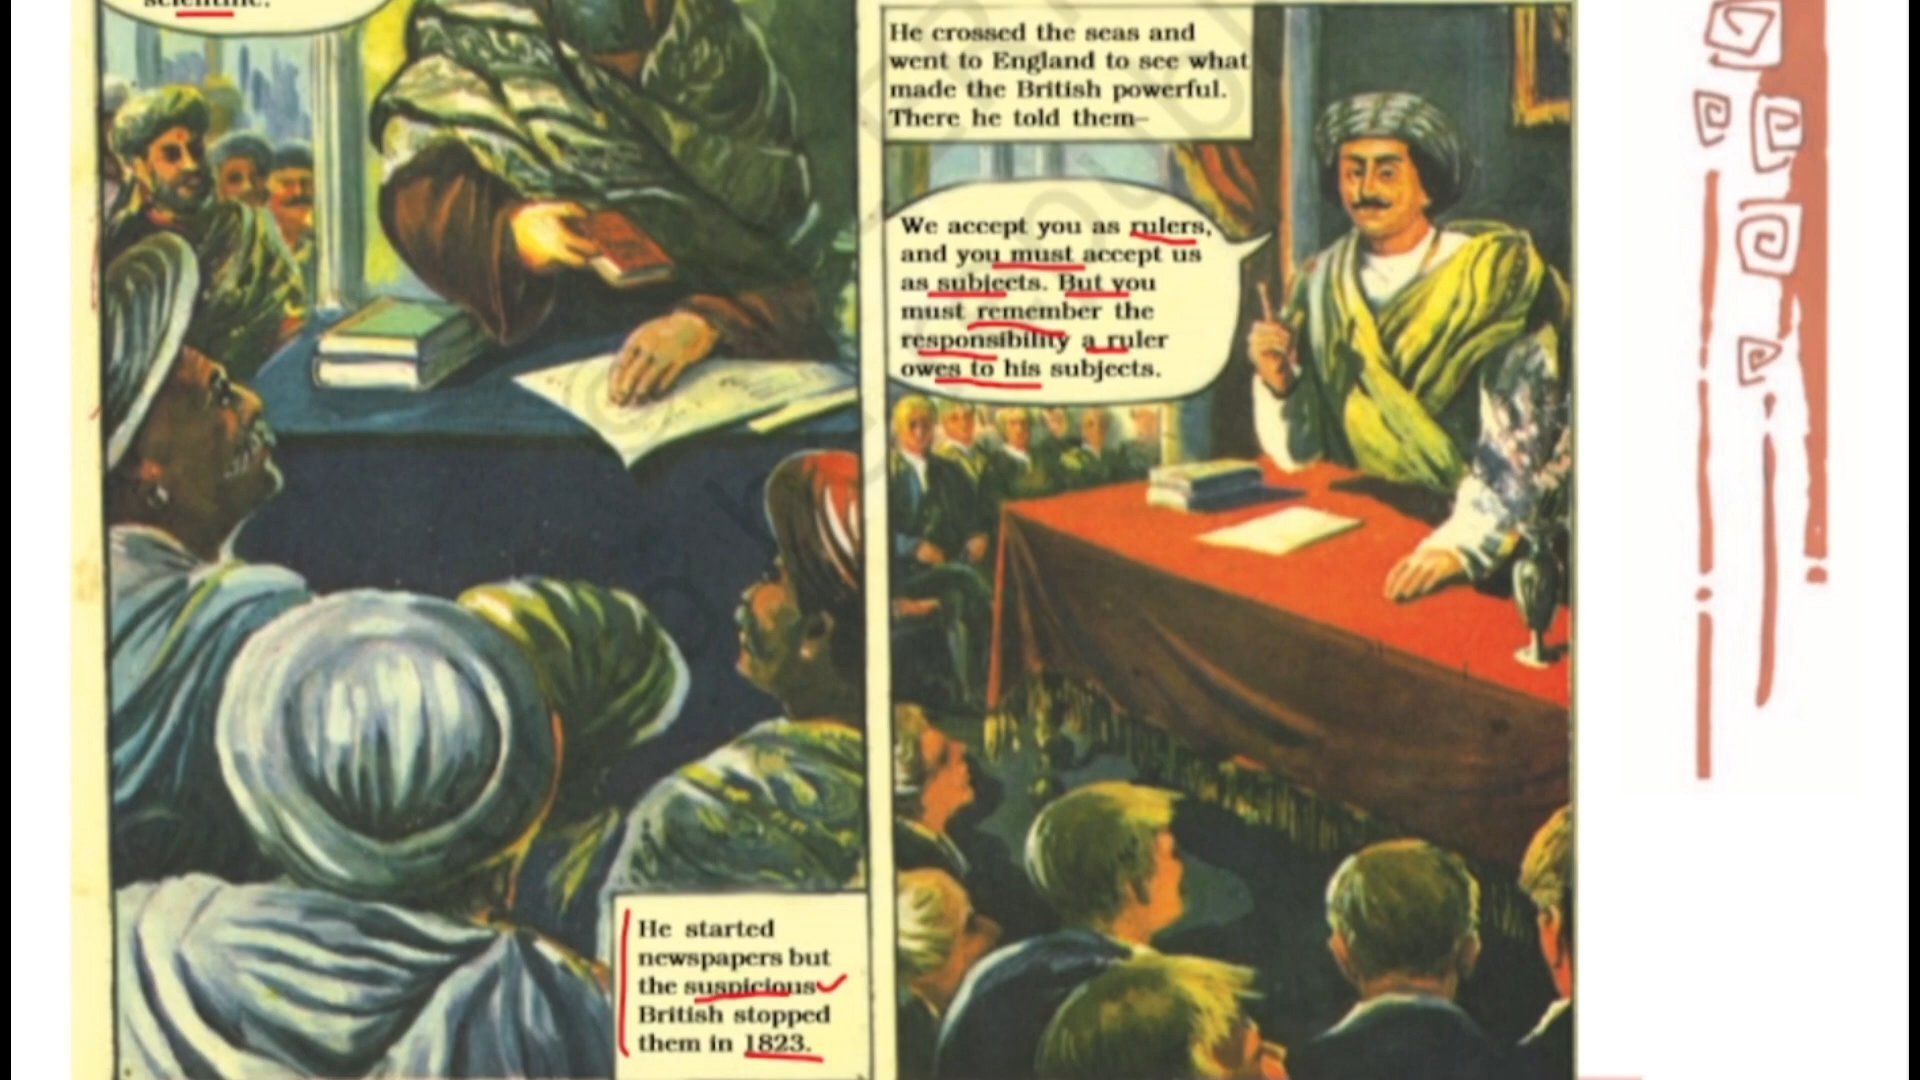 scientific.
He started
newspapers but
the suspicious
British stopped
them in 1823.
He crossed the seas and
went to England to see what
made the British powerful.
There he told them–
We accept you as rulers,
and you must accept us
as subjects. But you
must remember the
responsibility a ruler
owes to his subjects.